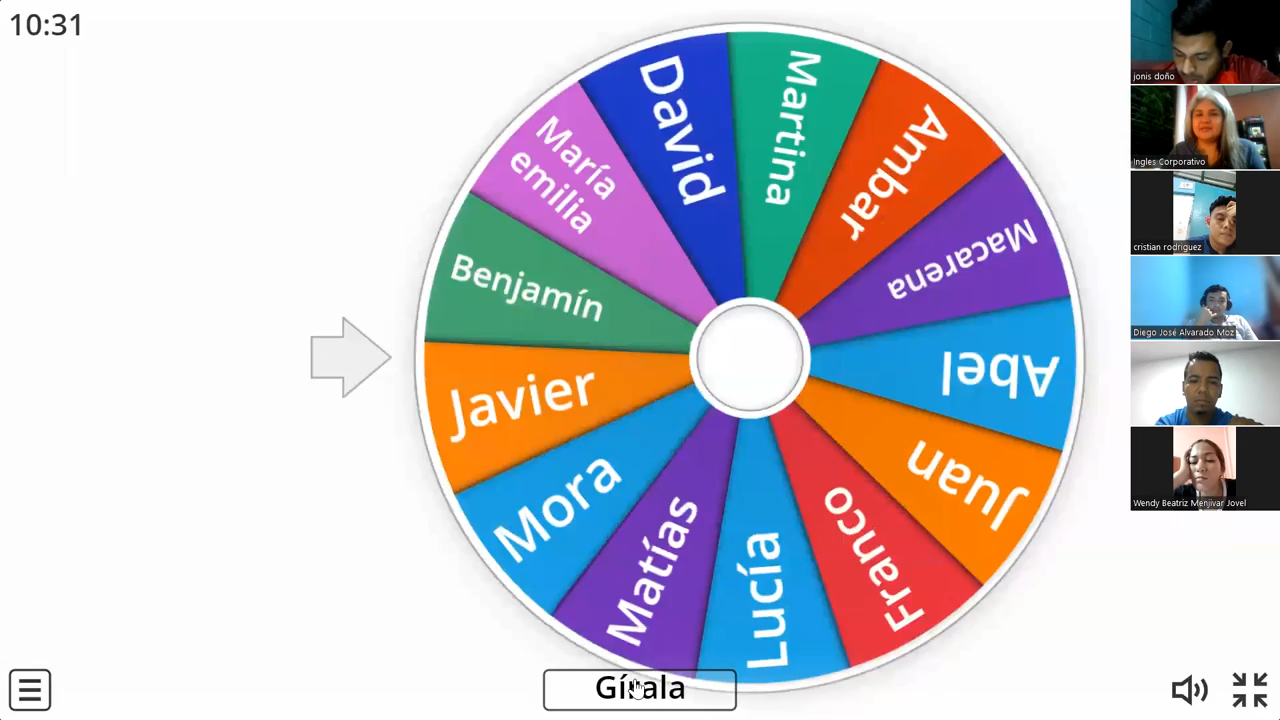 10:31
David
Martina
Ambar
María
emilia
Macarena
Benjamín
Abel
Javier
Juan
Mora
Franco
Matías
Lucía
Gírala
jonis doño
Ingles Corporativo
cristian rodriguez
Diego José Alvarado Moz
Wendy Beatriz Menjivar Jovel